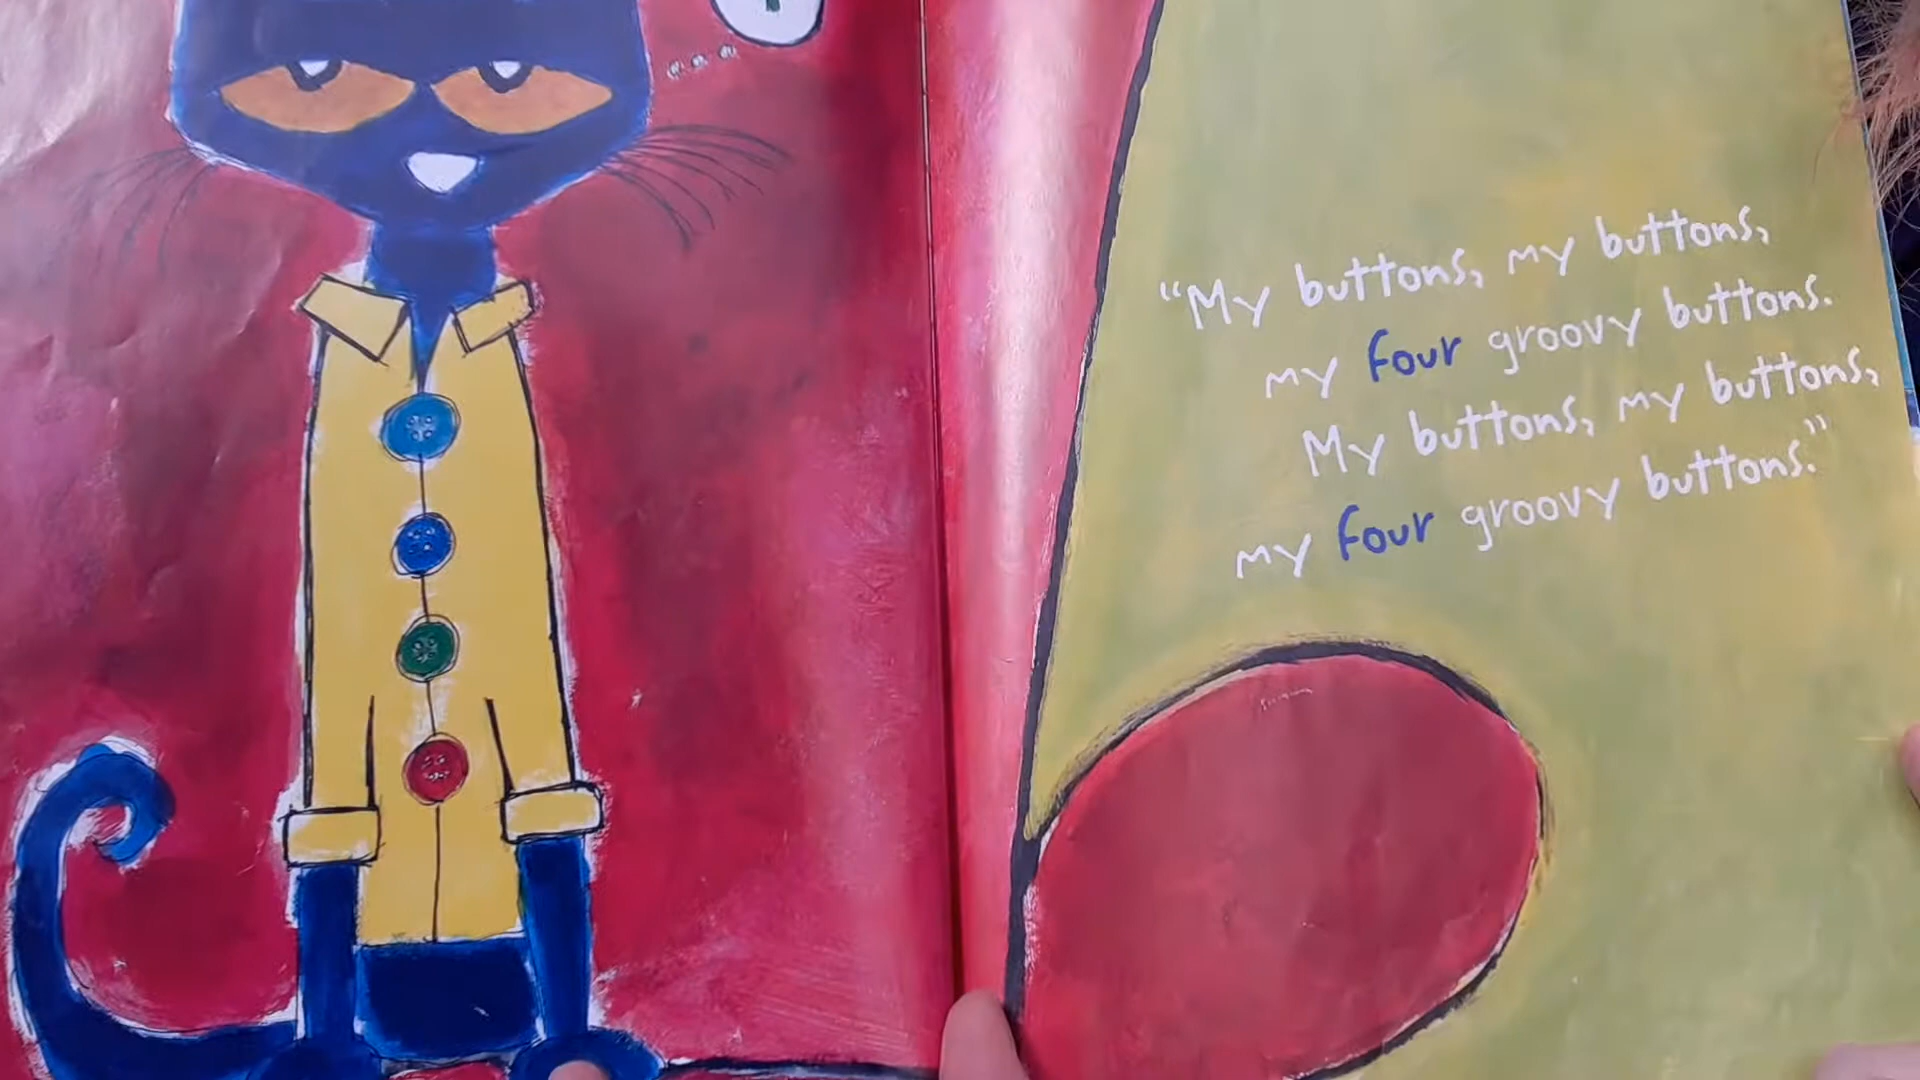 “My buttons, my buttons,
my four groovy buttons.
My buttons, my buttons,
my four groovy buttons.”